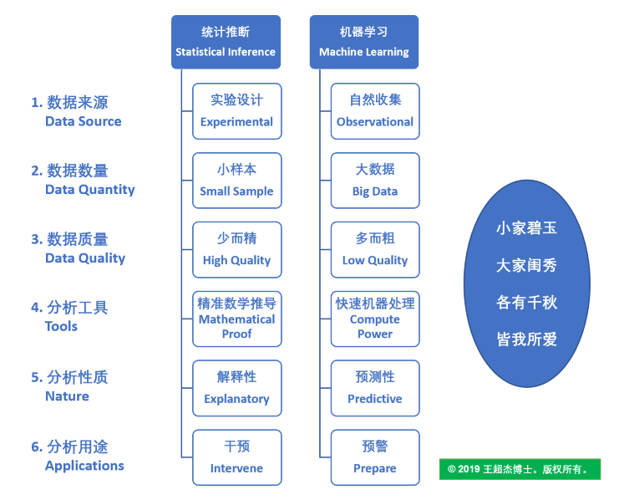 统计推断
Statistical Inference
机器学习
Machine Learning
1. 数据来源
Data Source
实验设计
Experimental
自然收集
Observational
2. 数据数量
Data Quantity
小样本
Small Sample
大数据
Big Data
3. 数据质量
Data Quality
少而精
High Quality
多而粗
Low Quality
4. 分析工具
Tools
精准数学推导
Mathematical
Proof
快速机器处理
Compute
Power
5. 分析性质
Nature
解释性
Explanatory
预测性
Predictive
6. 分析用途
Applications
干预
Intervene
预警
Prepare
小家碧玉
大家闺秀
各有千秋
皆我所爱
© 2019 王超杰博士。版权所有。